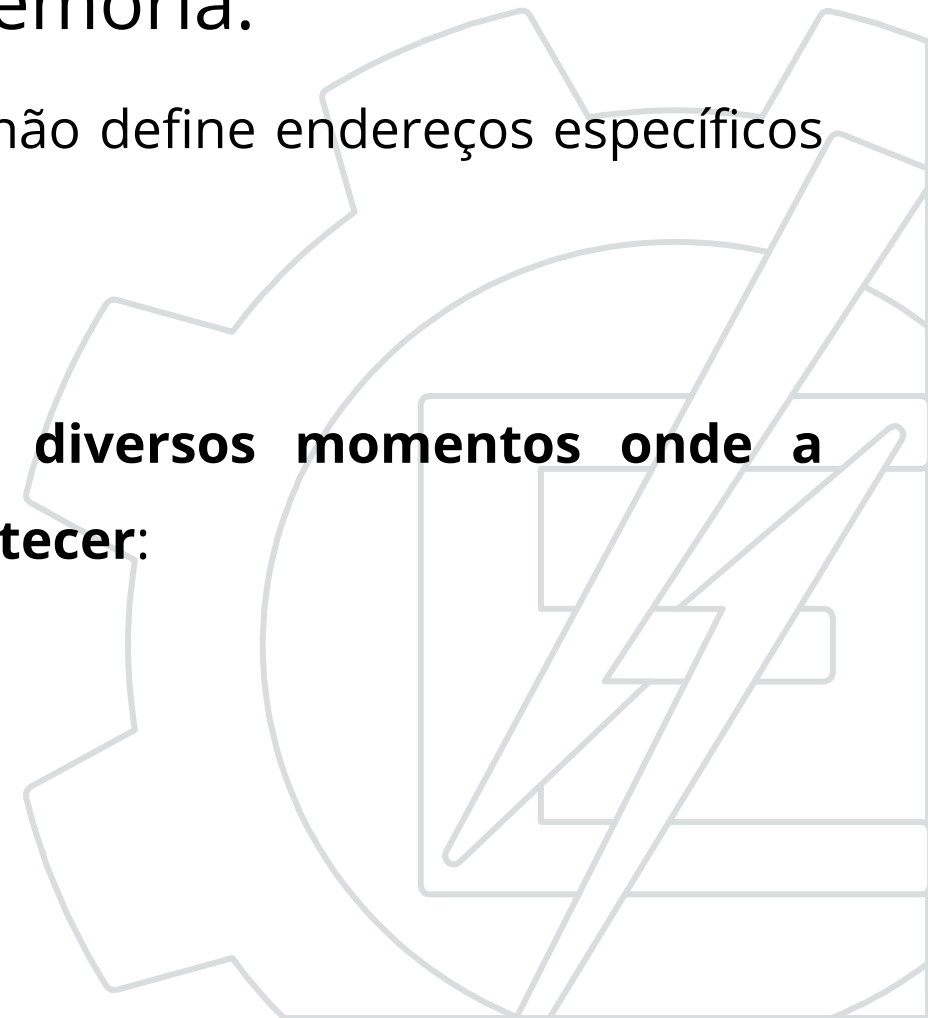 emória.
não define endereços específicos
diversos momentos onde a
tecer: